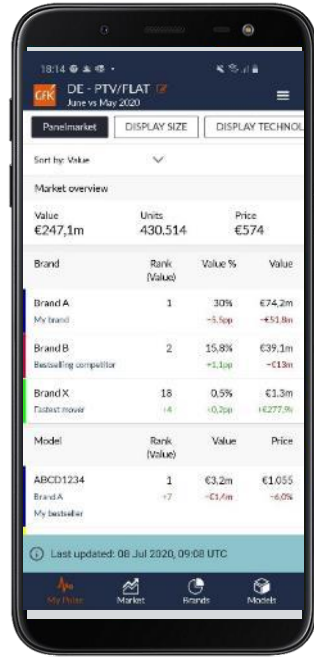 18:14
GfK DE - PTV/FLAT
June vs May 2020
Panelmarket DISPLAY SIZE DISPLAY TECHNOL
Sort by: Value
Market overview
Value Units Price
€247,1m 430.514 €574
Brand Rank (Value) Value % Value
Brand A 1 30% €74,2m
My brand -5,5pp -€51,8m
Brand B 2 15,8% €39,1m
Bestselling competitor +1,1pp -€13m
Brand X 18 0,5% €1,3m
Fastest mover +4 +0,2pp
Model Rank (Value) Value Price
ABCD1234 1 €3,2m €1.055
Brand A +7 -6,0%
My bestseller
Last updated: 08 Jul 2020, 09:08 UTC
My Pulse Market Brands Models